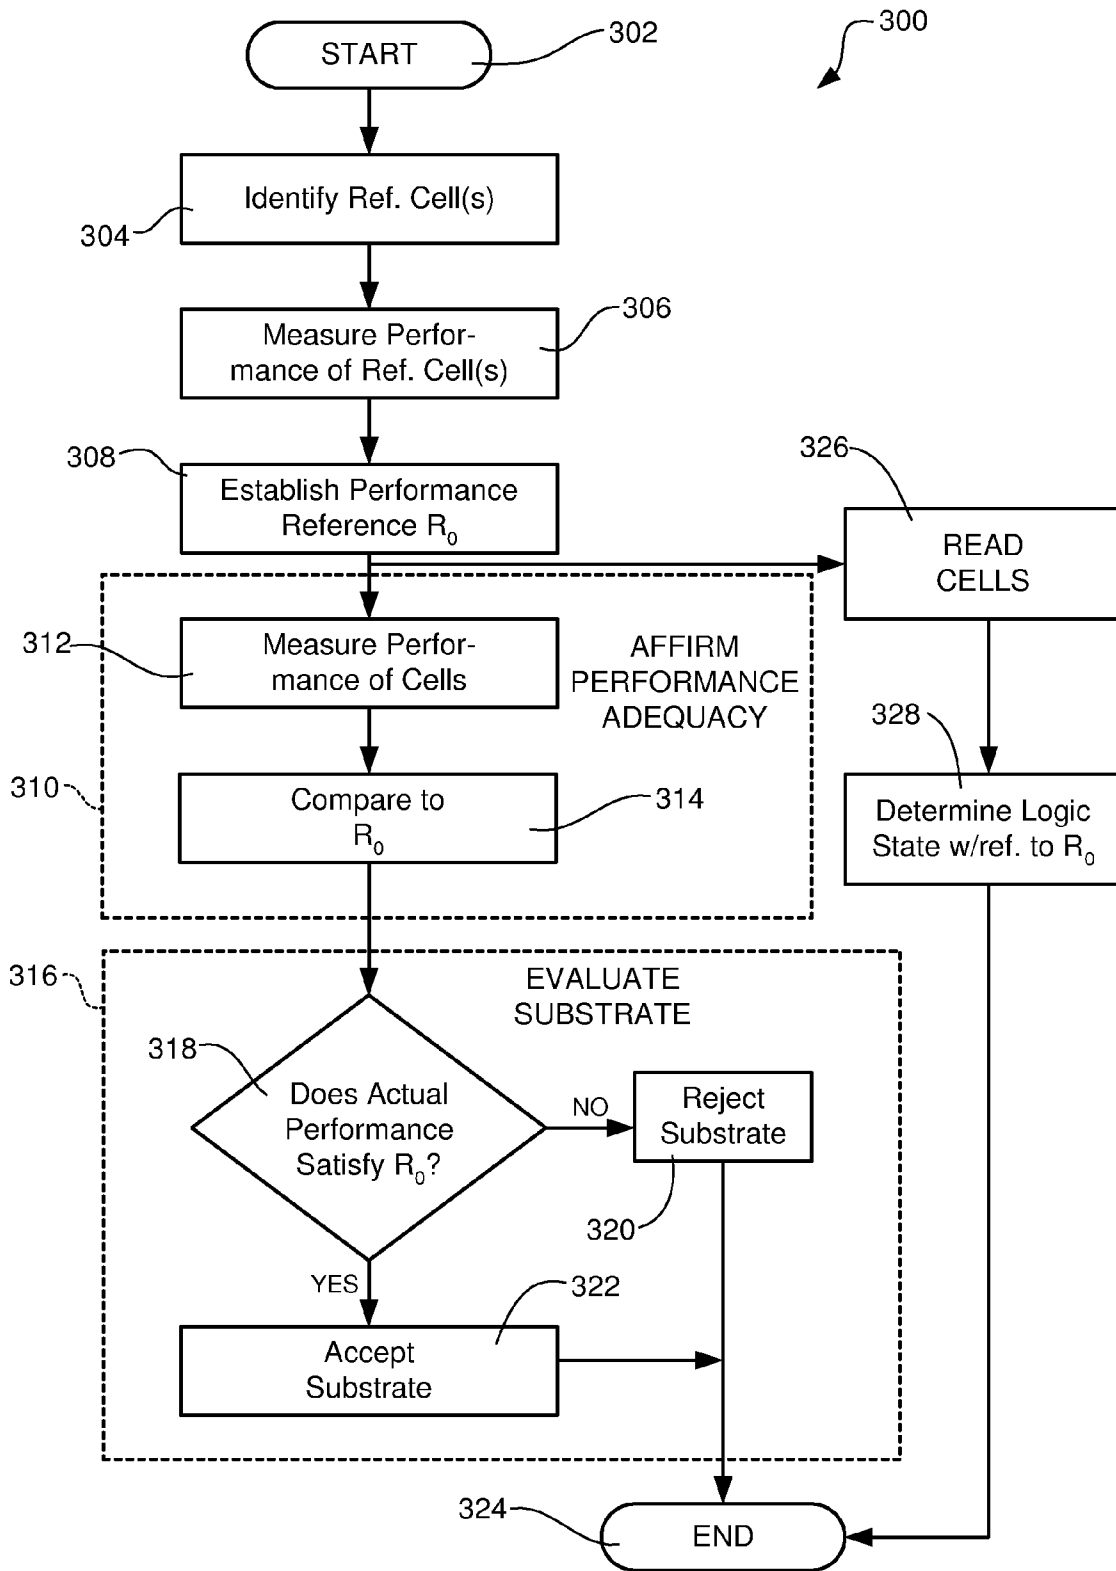 START
302
300
Identify Ref. Cell(s)
304
306
Measure Perfor-
mance of Ref. Cell(s)
308
Establish Performance
Reference R₀
326
READ
CELLS
312
Measure Perfor-
mance of Cells
AFFIRM
PERFORMANCE
ADEQUACY
328
310
Compare to
R₀
314
Determine Logic
State w/ref. to R₀
316
EVALUATE
SUBSTRATE
318
Does Actual
Performance
Satisfy R₀?
NO
Reject
Substrate
320
YES
322
Accept
Substrate
324
END